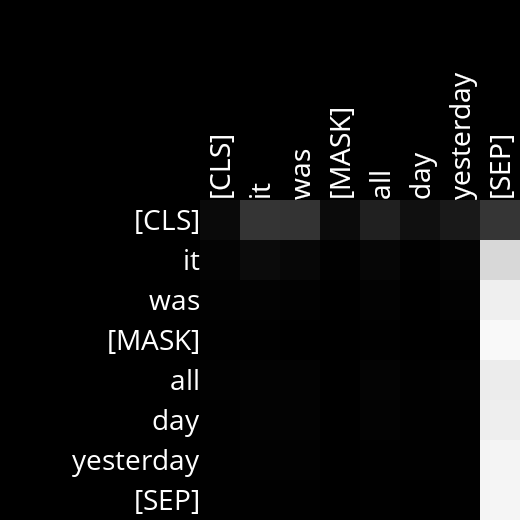 [CLS]
it
was
[MASK]
all
day
yesterday
[SEP]
[CLS]
it
was
[MASK]
all
day
yesterday
[SEP]